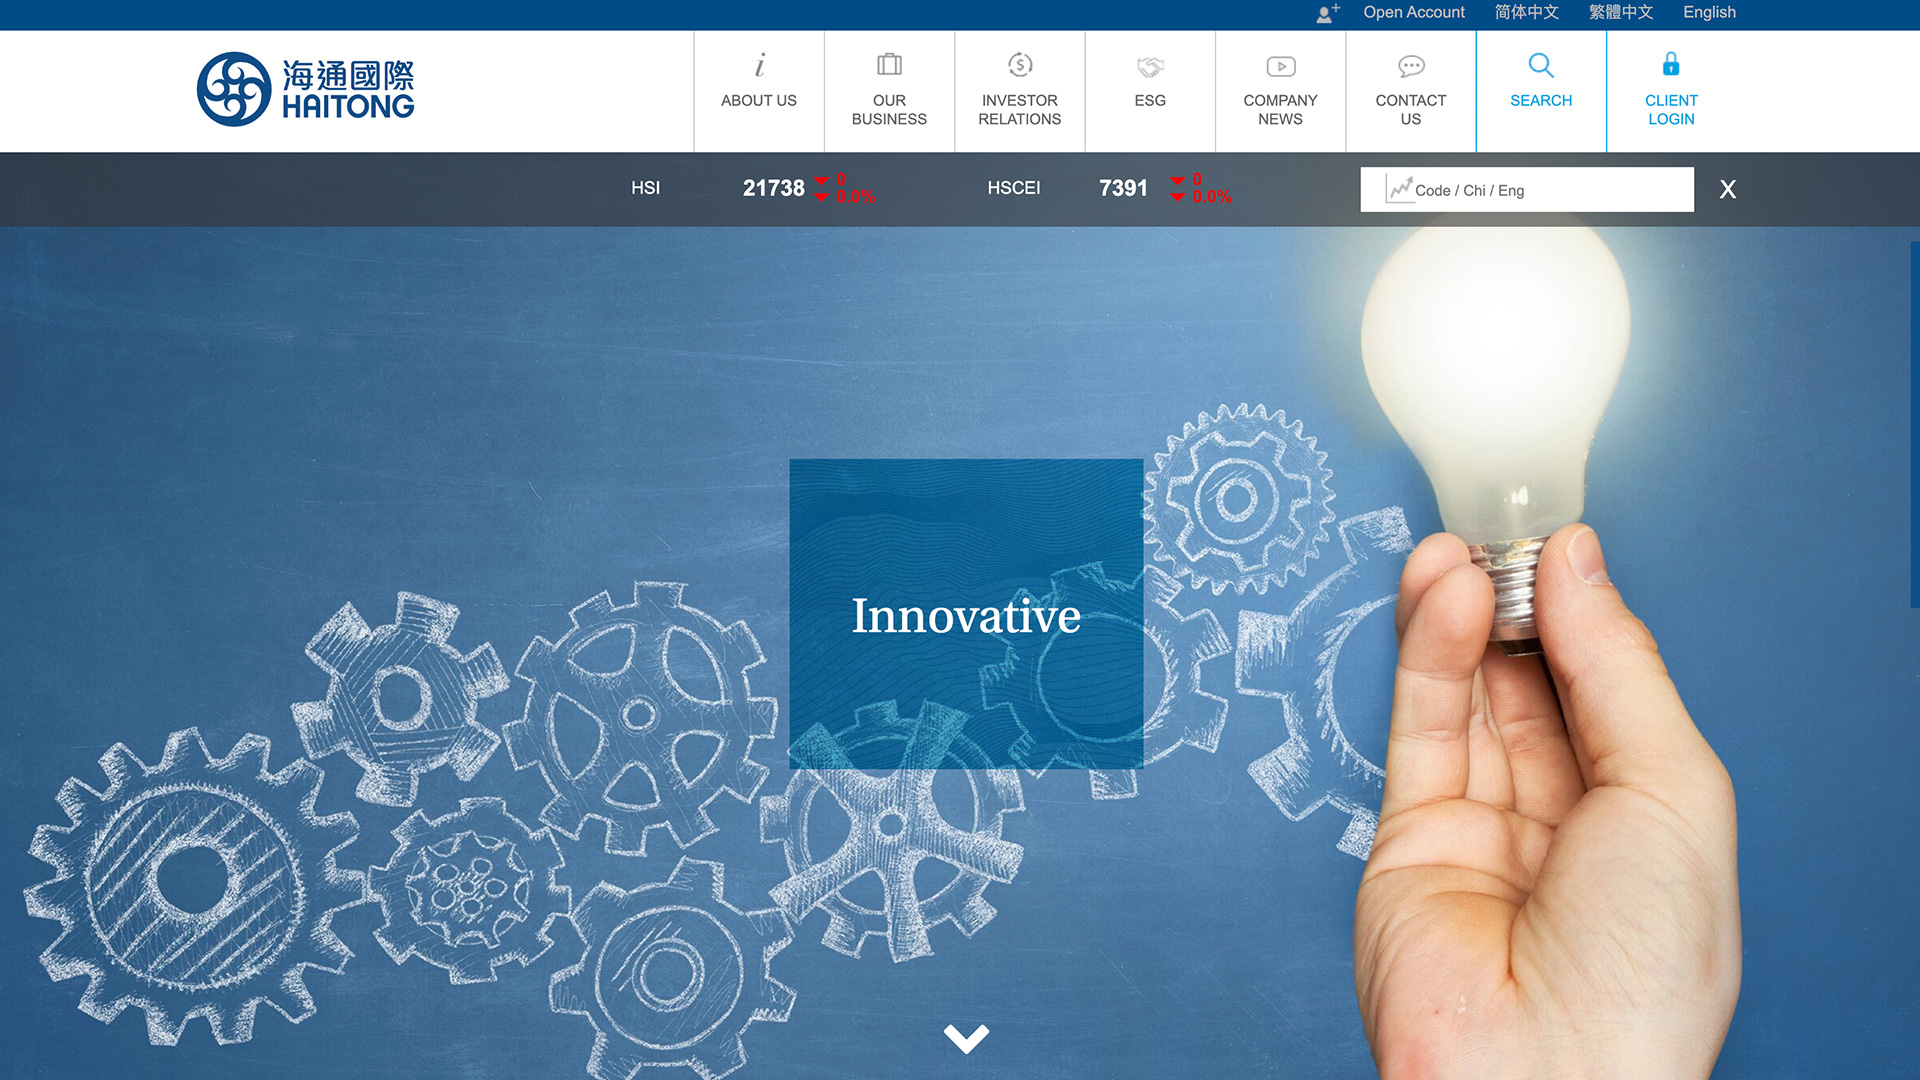 Open Account 简体中文 繁體中文 English
海通國際
HAITONG
ABOUT US
OUR
BUSINESS
INVESTOR
RELATIONS
ESG
COMPANY
NEWS
CONTACT
US
SEARCH
CLIENT
LOGIN
HSI 21738 0
0.0%
HSCEI 7391 0
0.0%
Code / Chi / Eng
X
Innovative